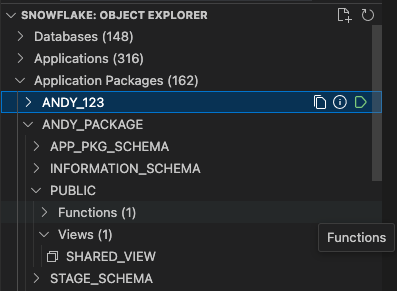 SNOWFLAKE: OBJECT EXPLORER
Databases (148)
Applications (316)
Application Packages (162)
ANDY_123
ANDY_PACKAGE
APP_PKG_SCHEMA
INFORMATION_SCHEMA
PUBLIC
Functions (1)
Views (1)
Functions
SHARED_VIEW
STAGE_SCHEMA